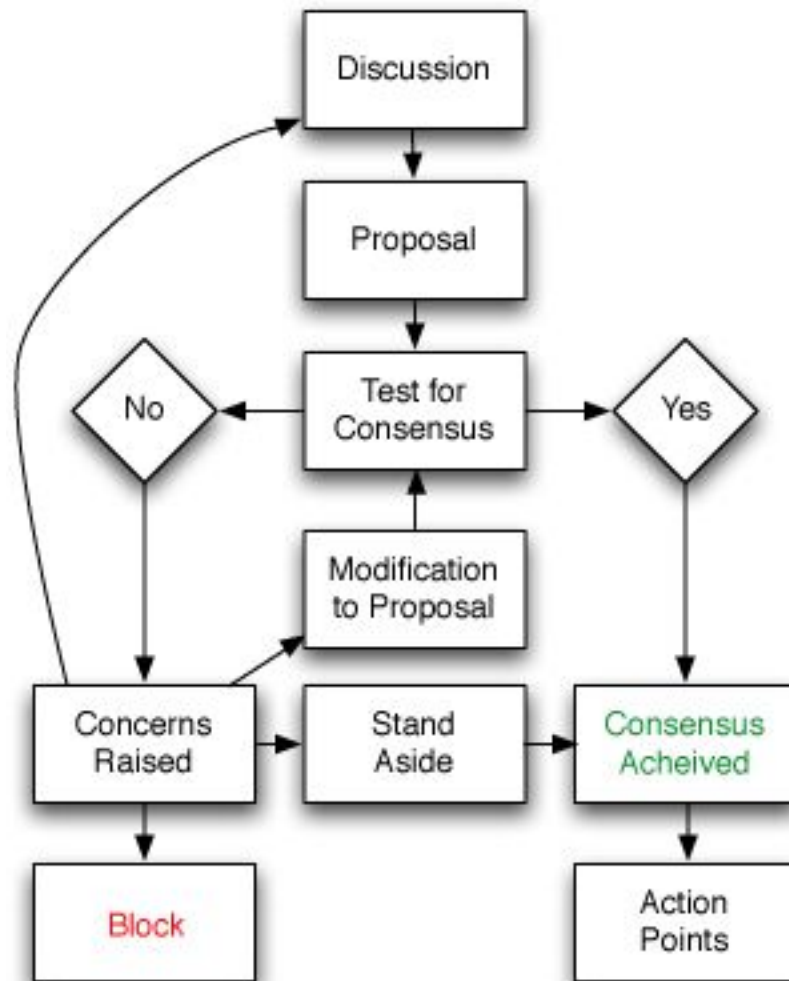 Discussion
Proposal
No
Test for
Consensus
Yes
Modification
to Proposal
Concerns
Raised
Stand
Aside
Consensus
Acheived
Block
Action
Points